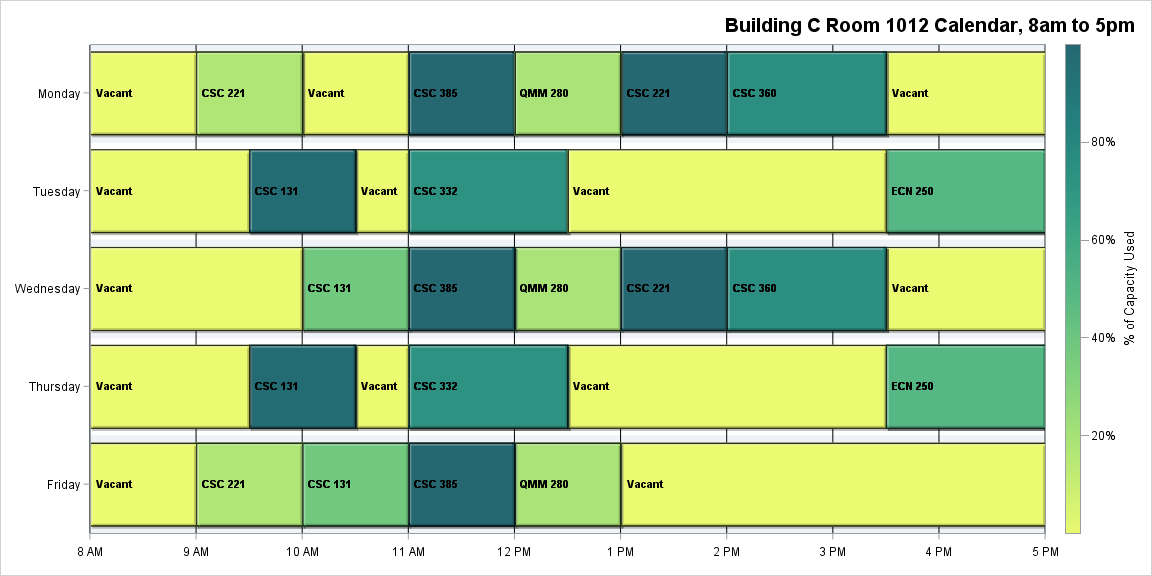 Building C Room 1012 Calendar, 8am to 5pm
Monday
Vacant
CSC 221
Vacant
CSC 385
QMM 280
CSC 221
CSC 360
Vacant
Tuesday
Vacant
CSC 131
Vacant
CSC 332
Vacant
ECN 250
Wednesday
Vacant
CSC 131
CSC 385
QMM 280
CSC 221
CSC 360
Vacant
Thursday
Vacant
CSC 131
Vacant
CSC 332
Vacant
ECN 250
Friday
Vacant
CSC 221
CSC 131
CSC 385
QMM 280
Vacant
8 AM
9 AM
10 AM
11 AM
12 PM
1 PM
2 PM
3 PM
4 PM
5 PM
80%
60%
40%
20%
% of Capacity Used